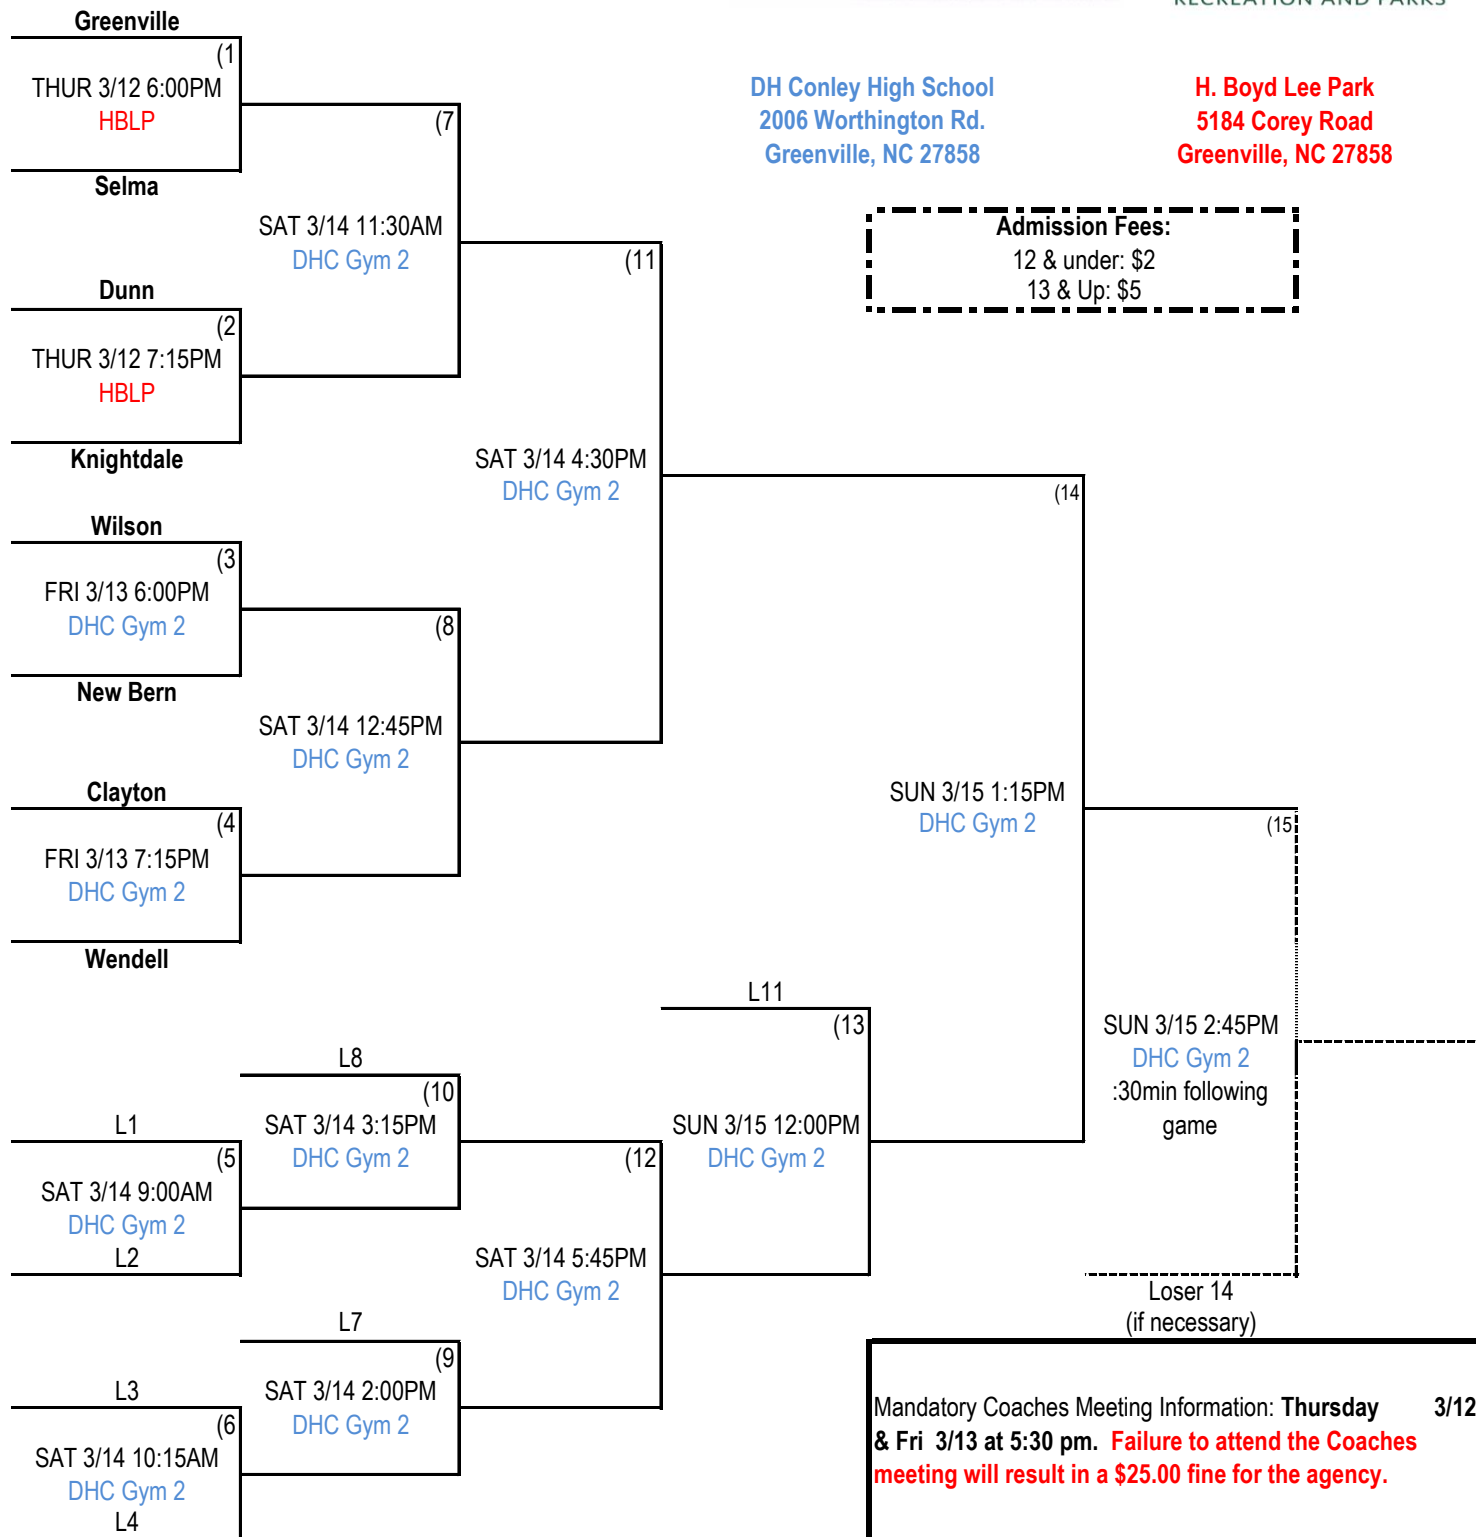 RECREATION AND PARKS
Greenville
(1
THUR 3/12 6:00PM
HBLP
Selma
(7
SAT 3/14 11:30AM
DHC Gym 2
Dunn
(2
THUR 3/12 7:15PM
HBLP
Knightdale
(11
SAT 3/14 4:30PM
DHC Gym 2
Wilson
(3
FRI 3/13 6:00PM
DHC Gym 2
New Bern
(8
SAT 3/14 12:45PM
DHC Gym 2
Clayton
(4
FRI 3/13 7:15PM
DHC Gym 2
Wendell
DH Conley High School
2006 Worthington Rd.
Greenville, NC 27858
H. Boyd Lee Park
5184 Corey Road
Greenville, NC 27858
Admission Fees:
12 & under: $2
13 & Up: $5
(14
SUN 3/15 1:15PM
DHC Gym 2
(15
SUN 3/15 2:45PM
DHC Gym 2
:30min following
game
Loser 14
(if necessary)
L11
(13
SUN 3/15 12:00PM
DHC Gym 2
L8
(10
SAT 3/14 3:15PM
DHC Gym 2
L1
(5
SAT 3/14 9:00AM
DHC Gym 2
L2
(12
SAT 3/14 5:45PM
DHC Gym 2
L7
(9
SAT 3/14 2:00PM
DHC Gym 2
L3
(6
SAT 3/14 10:15AM
DHC Gym 2
L4
Mandatory Coaches Meeting Information: Thursday 3/12
& Fri 3/13 at 5:30 pm. Failure to attend the Coaches
meeting will result in a $25.00 fine for the agency.